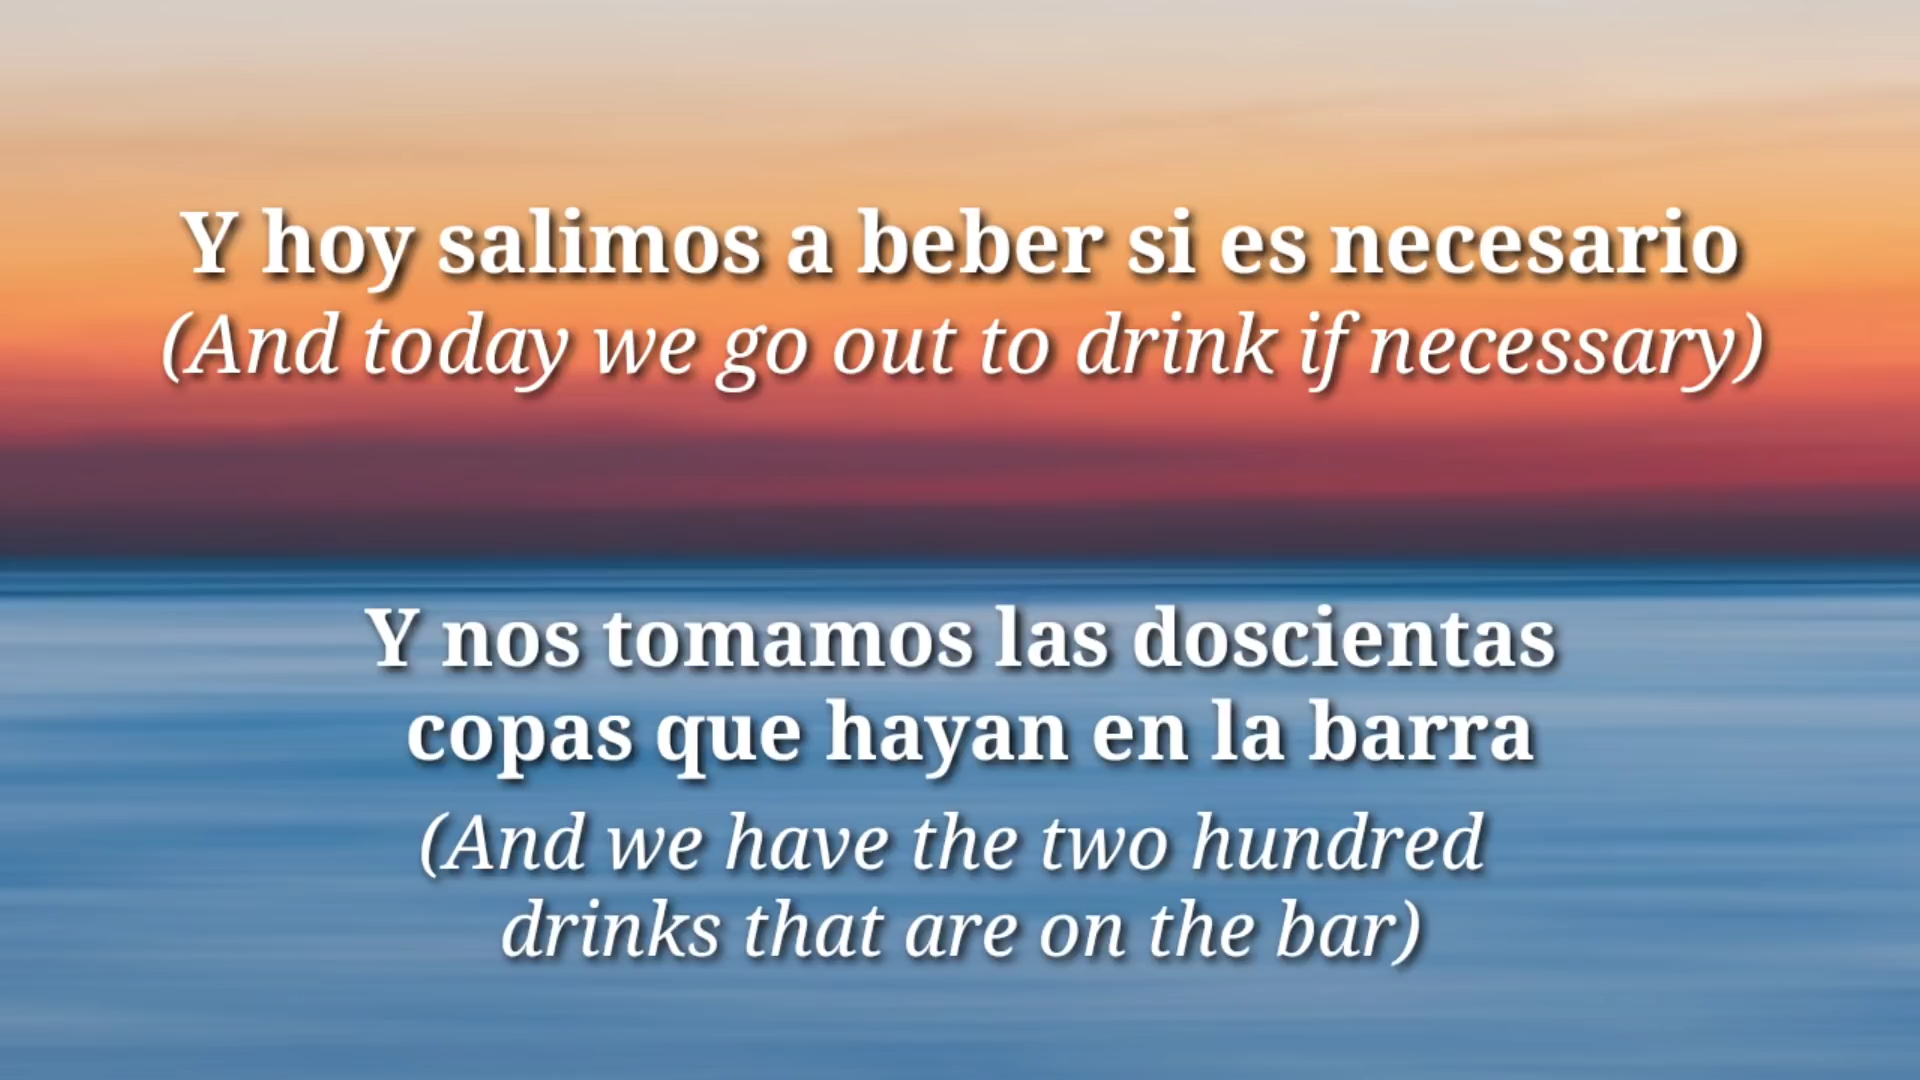 Y hoy salimos a beber si es necesario
(And today we go out to drink if necessary)
Y nos tomamos las doscientas
copas que hayan en la barra
(And we have the two hundred
drinks that are on the bar)